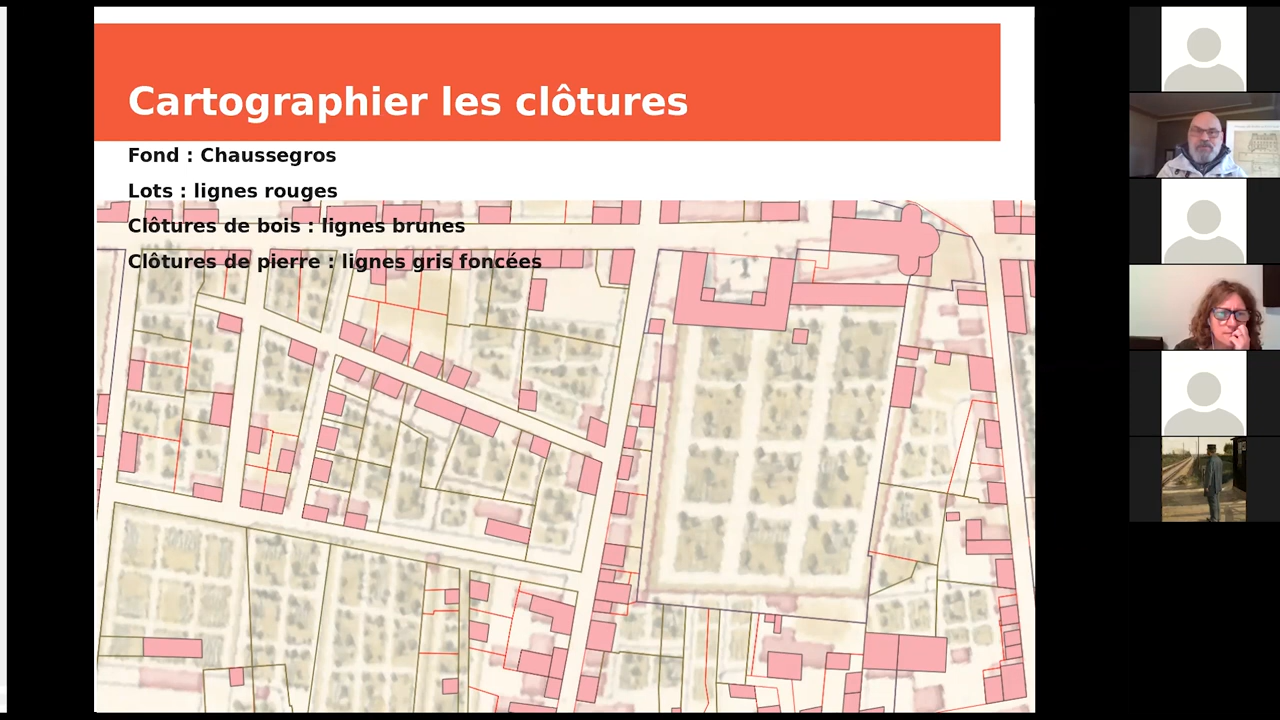 Cartographier les clôtures
Fond : Chaussegros
Lots : lignes rouges
Clôtures de bois : lignes brunes
Clôtures de pierre : lignes gris foncées